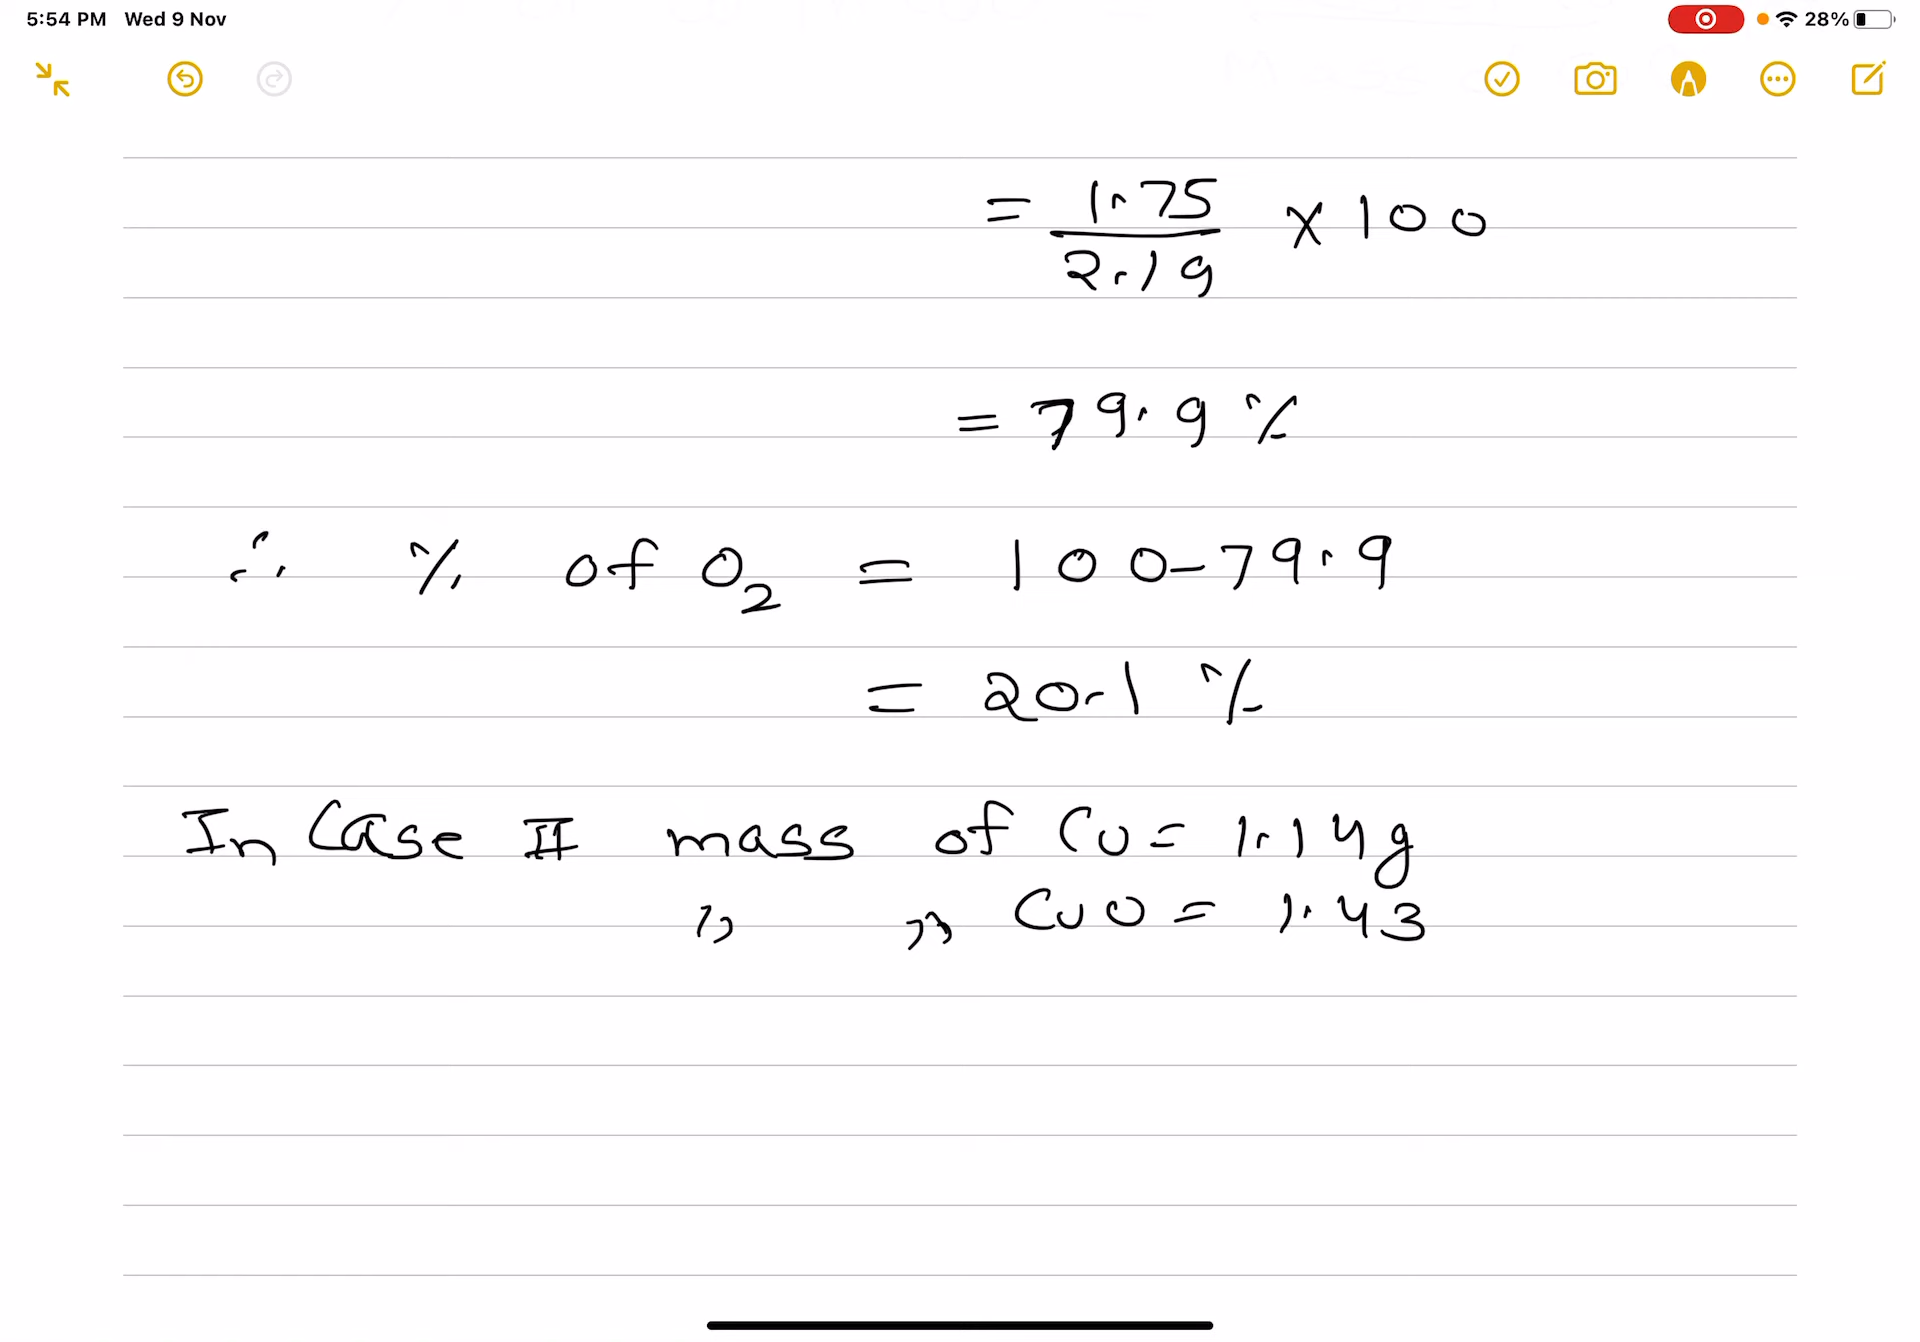 5:54 PM Wed 9 Nov 28%
= 1.75 / 2.19 × 100
= 79.9 %
∴ % of O₂ = 100-79.9
= 20.1 %
In Case II mass of Cu = 1.14g
" " CuO = 1.43